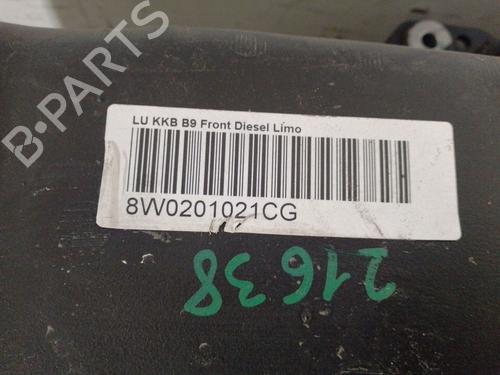 B-PARTS
LU KKB B9 Front Diesel Limo
8W0201021CG
21638